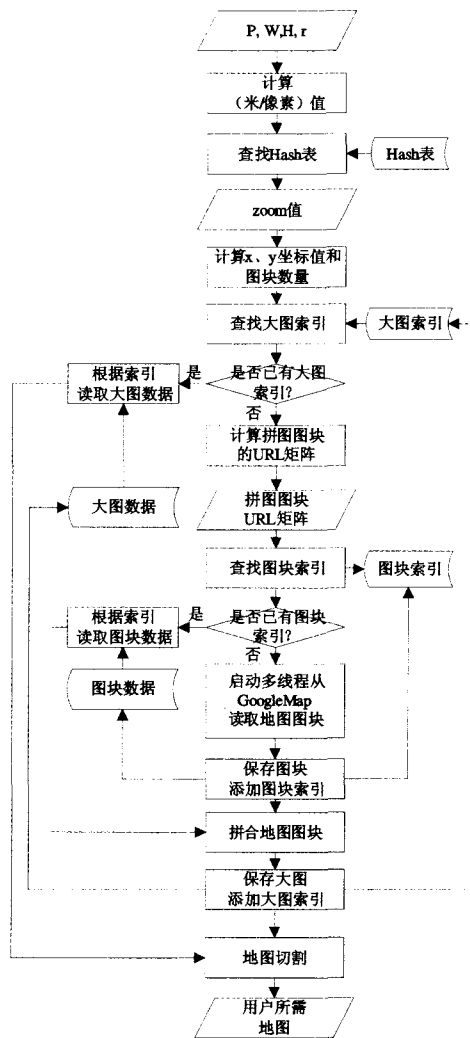 P, W,H, r
计算
(米/像素)值
查找Hash表
Hash表
zoom值
计算x、y坐标值和
图块数量
查找大图索引
大图索引
是否已有大图
索引?
是
根据索引
读取大图数据
否
计算拼图图块
的URL矩阵
大图数据
拼图图块
URL矩阵
查找图块索引
图块索引
是否已有图块
索引?
是
根据索引
读取图块数据
否
图块数据
启动多线程从
GoogleMap
读取地图图块
保存图块
添加图块索引
拼合地图图块
保存大图
添加大图索引
地图切割
用户所需
地图